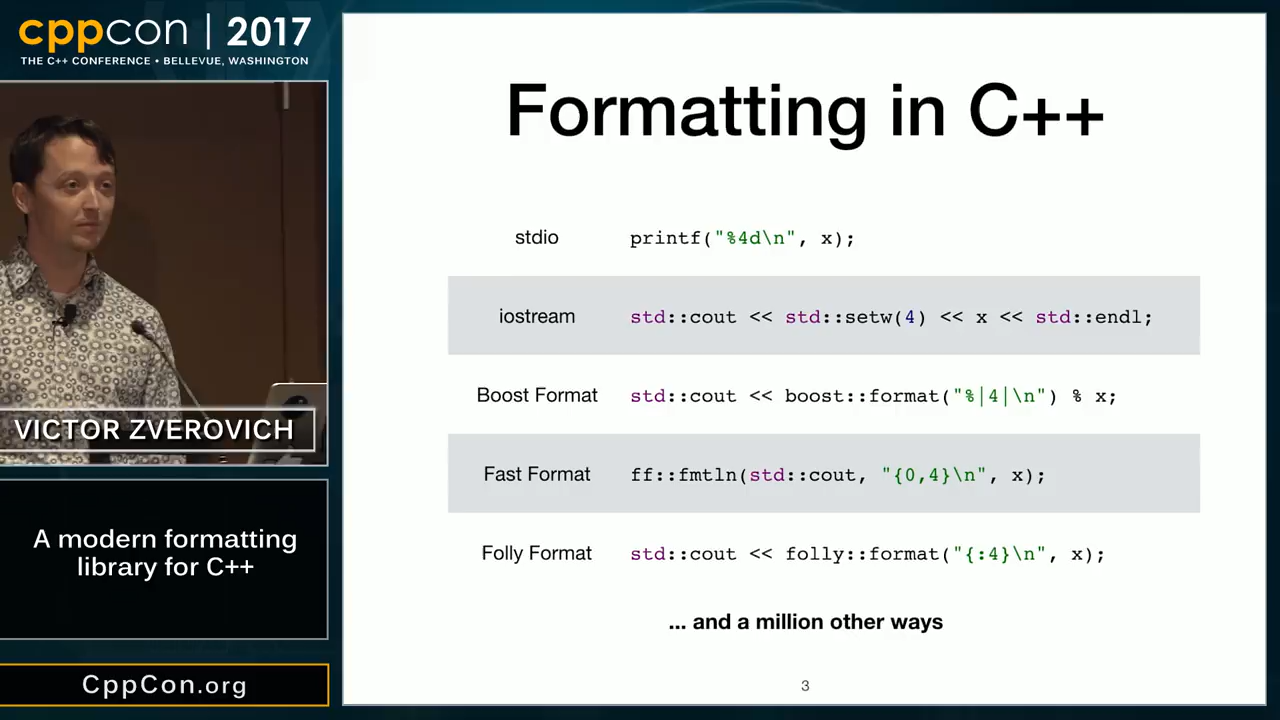 cppcon | 2017
THE C++ CONFERENCE • BELLEVUE, WASHINGTON
VICTOR ZVEROVICH
A modern formatting
library for C++
CppCon.org
Formatting in C++
stdio printf("%4d\n", x);
iostream std::cout << std::setw(4) << x << std::endl;
Boost Format std::cout << boost::format("%|4|\n") % x;
Fast Format ff::fmtln(std::cout, "{0,4}\n", x);
Folly Format std::cout << folly::format("{:4}\n", x);
... and a million other ways
3